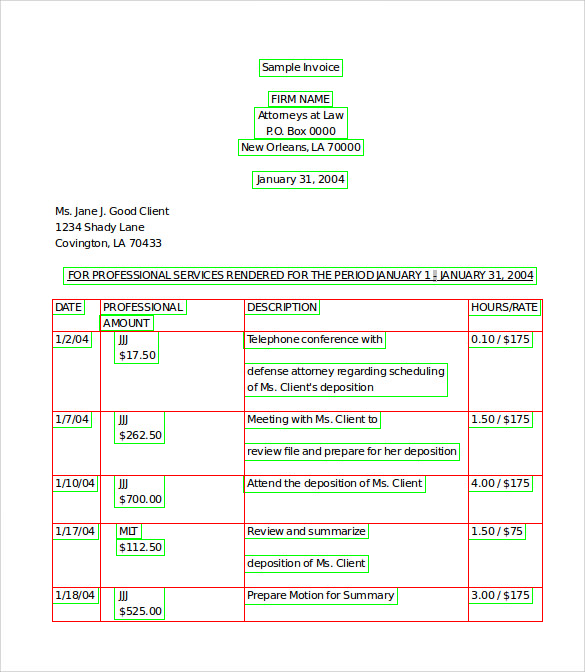 Sample Invoice
FIRM NAME
Attorneys at Law
P.O. Box 0000
New Orleans, LA 70000
January 31, 2004
Ms. Jane J. Good Client
1234 Shady Lane
Covington, LA 70433
FOR PROFESSIONAL SERVICES RENDERED FOR THE PERIOD JANUARY 1 - JANUARY 31, 2004
DATE PROFESSIONAL DESCRIPTION HOURS/RATE
AMOUNT
1/2/04 JJJ Telephone conference with 0.10 / $175
$17.50
defense attorney regarding scheduling
of Ms. Client's deposition
1/7/04 JJJ Meeting with Ms. Client to 1.50 / $175
$262.50
review file and prepare for her deposition
1/10/04 JJJ Attend the deposition of Ms. Client 4.00 / $175
$700.00
1/17/04 MLT Review and summarize 1.50 / $75
$112.50
deposition of Ms. Client
1/18/04 JJJ Prepare Motion for Summary 3.00 / $175
$525.00